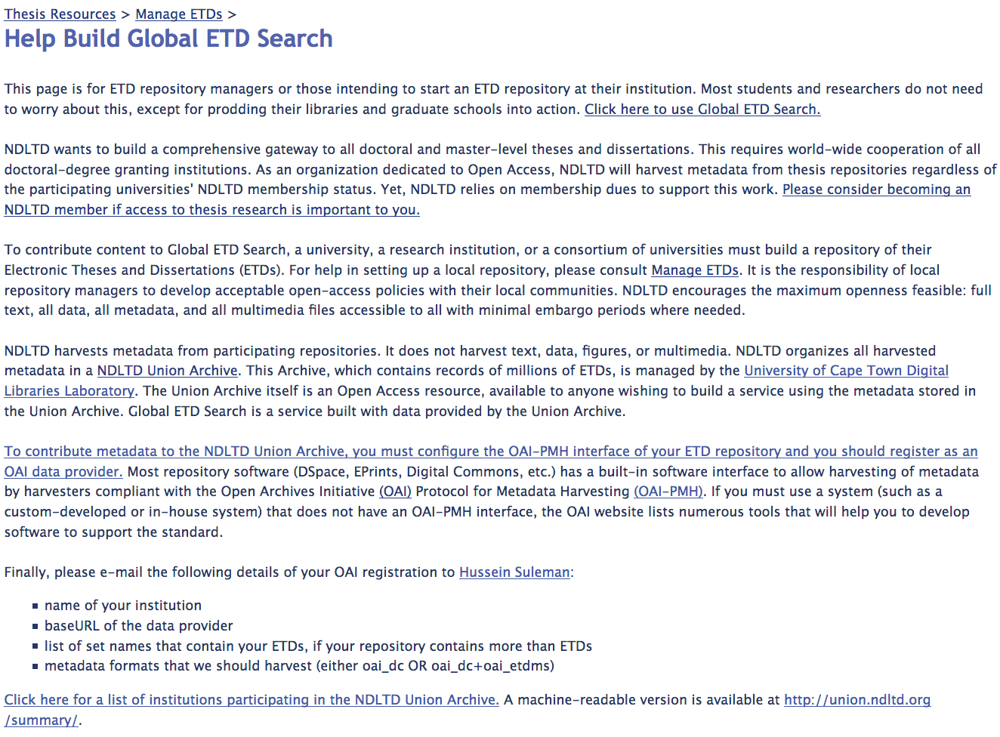 Thesis Resources > Manage ETDs >
Help Build Global ETD Search
This page is for ETD repository managers or those intending to start an ETD repository at their institution. Most students and researchers do not need
to worry about this, except for prodding their libraries and graduate schools into action. Click here to use Global ETD Search.
NDLTD wants to build a comprehensive gateway to all doctoral and master-level theses and dissertations. This requires world-wide cooperation of all
doctoral-degree granting institutions. As an organization dedicated to Open Access, NDLTD will harvest metadata from thesis repositories regardless of
the participating universities' NDLTD membership status. Yet, NDLTD relies on membership dues to support this work. Please consider becoming an
NDLTD member if access to thesis research is important to you.
To contribute content to Global ETD Search, a university, a research institution, or a consortium of universities must build a repository of their
Electronic Theses and Dissertations (ETDs). For help in setting up a local repository, please consult Manage ETDs. It is the responsibility of local
repository managers to develop acceptable open-access policies with their local communities. NDLTD encourages the maximum openness feasible: full
text, all data, all metadata, and all multimedia files accessible to all with minimal embargo periods where needed.
NDLTD harvests metadata from participating repositories. It does not harvest text, data, figures, or multimedia. NDLTD organizes all harvested
metadata in a NDLTD Union Archive. This Archive, which contains records of millions of ETDs, is managed by the University of Cape Town Digital
Libraries Laboratory. The Union Archive itself is an Open Access resource, available to anyone wishing to build a service using the metadata stored in
the Union Archive. Global ETD Search is a service built with data provided by the Union Archive.
To contribute metadata to the NDLTD Union Archive, you must configure the OAI-PMH interface of your ETD repository and you should register as an
OAI data provider. Most repository software (DSpace, EPrints, Digital Commons, etc.) has a built-in software interface to allow harvesting of metadata
by harvesters compliant with the Open Archives Initiative (OAI) Protocol for Metadata Harvesting (OAI-PMH). If you must use a system (such as a
custom-developed or in-house system) that does not have an OAI-PMH interface, the OAI website lists numerous tools that will help you to develop
software to support the standard.
Finally, please e-mail the following details of your OAI registration to Hussein Suleman:
▪ name of your institution
▪ baseURL of the data provider
▪ list of set names that contain your ETDs, if your repository contains more than ETDs
▪ metadata formats that we should harvest (either oai_dc OR oai_dc+oai_etdms)
Click here for a list of institutions participating in the NDLTD Union Archive. A machine-readable version is available at http://union.ndltd.org
/summary/.